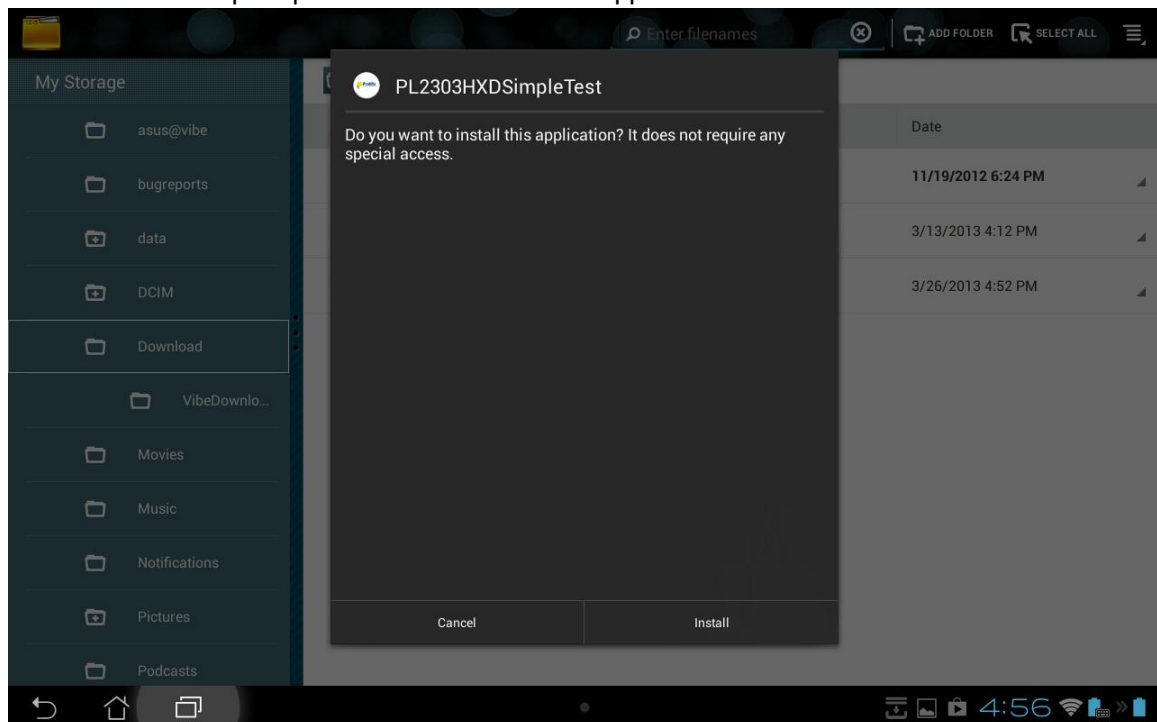 Enter filenames
ADD FOLDER
SELECT ALL
My Storage
asus@vibe
bugreports
data
DCIM
Download
VibeDownlo...
Movies
Music
Notifications
Pictures
Podcasts
PL2303HXDSimpleTest
Do you want to install this application? It does not require any
special access.
Cancel
Install
Date
11/19/2012 6:24 PM
3/13/2013 4:12 PM
3/26/2013 4:52 PM
4:56